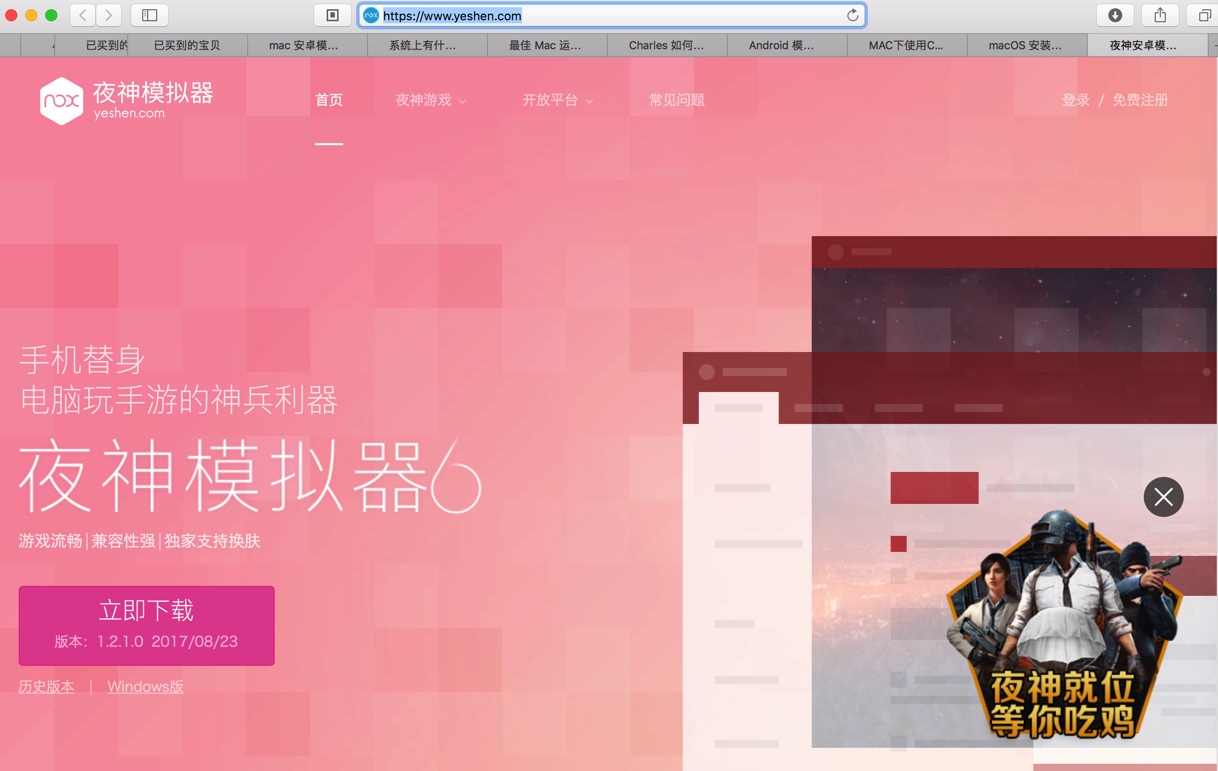 https://www.yeshen.com
已买到的
已买到的宝贝
mac 安卓模...
系统上有什...
最佳 Mac 运...
Charles 如何...
Android 模...
MAC下使用C...
macOS 安装...
夜神安卓模...
nox 夜神模拟器
yeshen.com
首页
夜神游戏
开放平台
常见问题
登录 / 免费注册
手机替身
电脑玩手游的神兵利器
夜神模拟器6
游戏流畅|兼容性强|独家支持换肤
立即下载
版本：1.2.1.0 2017/08/23
历史版本 | Windows版
夜神就位
等你吃鸡